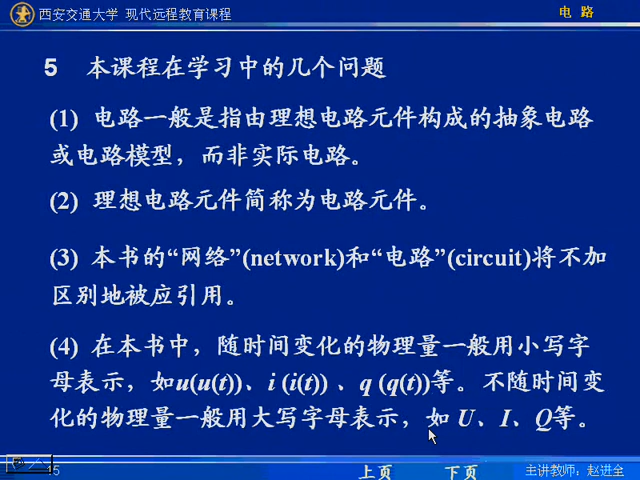 西安交通大学 现代远程教育课程
电 路
5 本课程在学习中的几个问题
(1) 电路一般是指由理想电路元件构成的抽象电路
或电路模型，而非实际电路。
(2) 理想电路元件简称为电路元件。
(3) 本书的“网络”(network)和“电路”(circuit)将不加
区别地被应引用。
(4) 在本书中，随时间变化的物理量一般用小写字
母表示，如u(u(t))、i (i(t)) 、q (q(t))等。不随时间变
化的物理量一般用大写字母表示，如 U、I、Q等。
15
上页 下页
主讲教师：赵进全